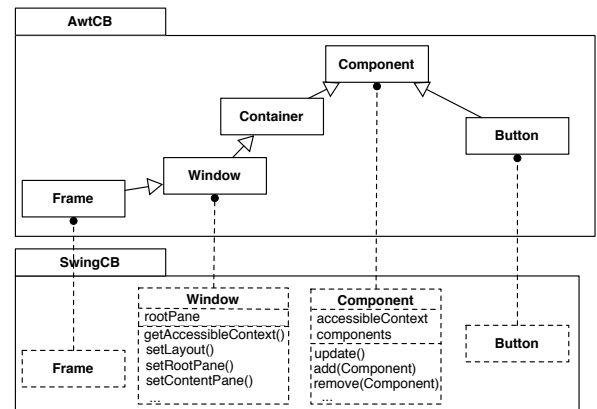 AwtCB
Component
Container
Button
Window
Frame
SwingCB
Window
rootPane
getAccessibleContext()
setLayout()
setRootPane()
setContentPane()
...
Component
accessibleContext
components
update()
add(Component)
remove(Component)
...
Button
Frame